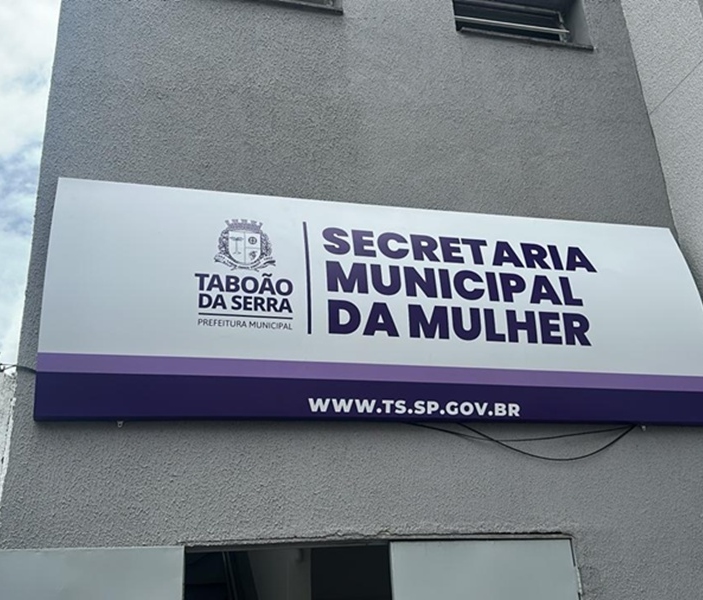 TABOÃO
DA SERRA
PREFEITURA MUNICIPAL
SECRETARIA
MUNICIPAL
DA MULHER
WWW.TS.SP.GOV.BR